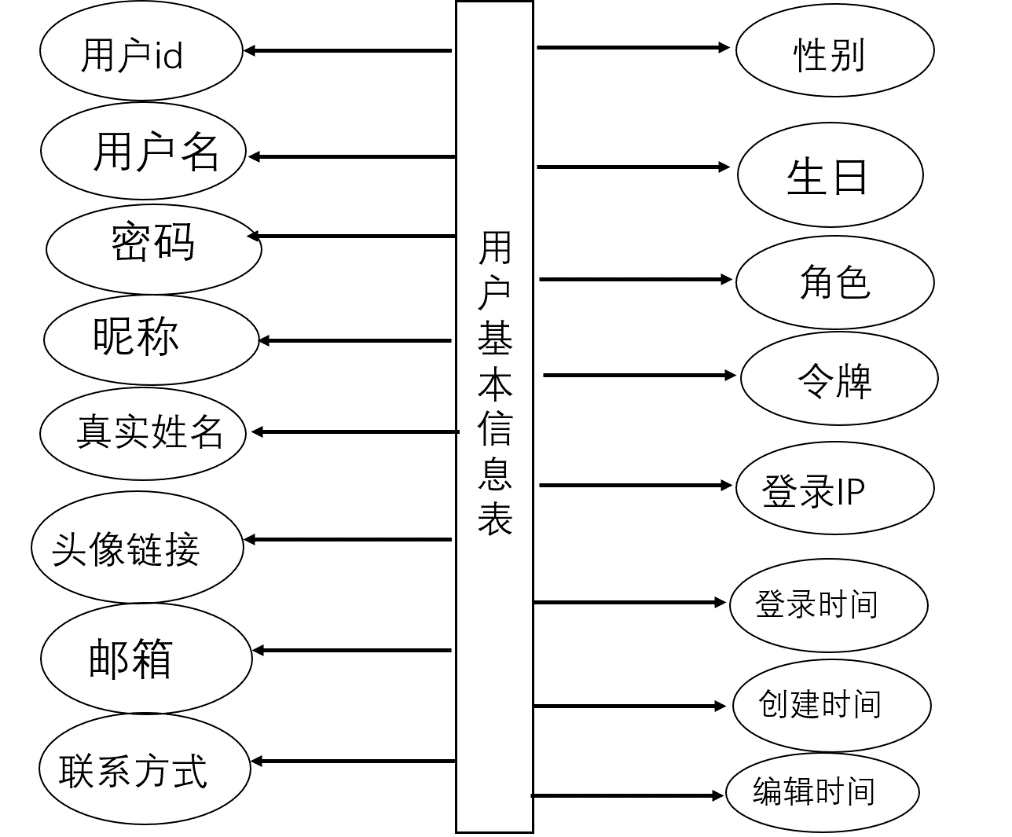 用户id
用户名
密码
昵称
真实姓名
头像链接
邮箱
联系方式
用户基本信息表
性别
生日
角色
令牌
登录IP
登录时间
创建时间
编辑时间